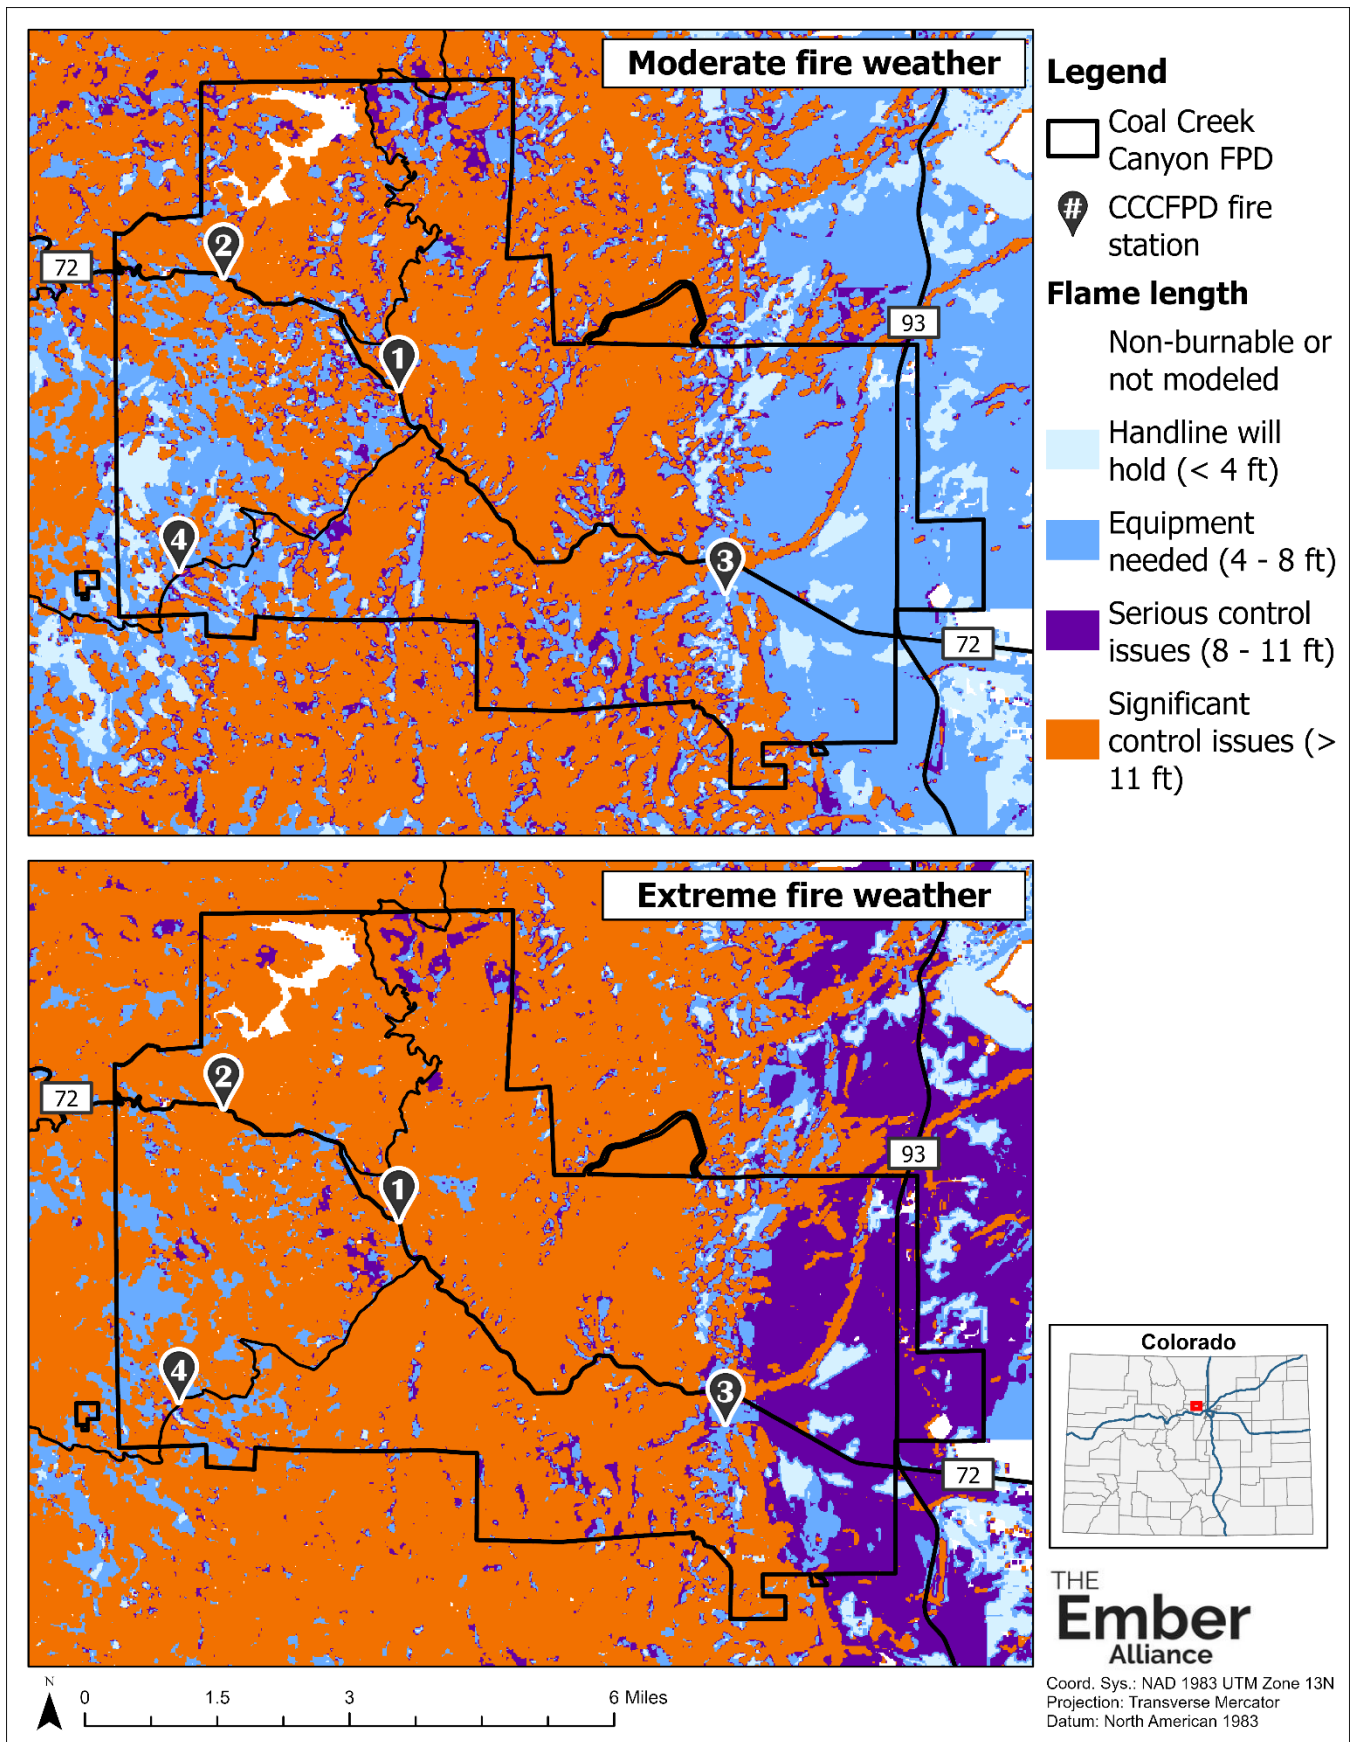 Moderate fire weather
72
2
1
4
3
93
72
Legend
Coal Creek
Canyon FPD
#
CCCFPD fire
station
Flame length
Non-burnable or
not modeled
Handline will
hold (< 4 ft)
Equipment
needed (4 - 8 ft)
Serious control
issues (8 - 11 ft)
Significant
control issues (>
11 ft)
Extreme fire weather
72
2
1
4
3
93
72
Colorado
THE
Ember
Alliance
Coord. Sys.: NAD 1983 UTM Zone 13N
Projection: Transverse Mercator
Datum: North American 1983
N
0 1.5 3 6 Miles